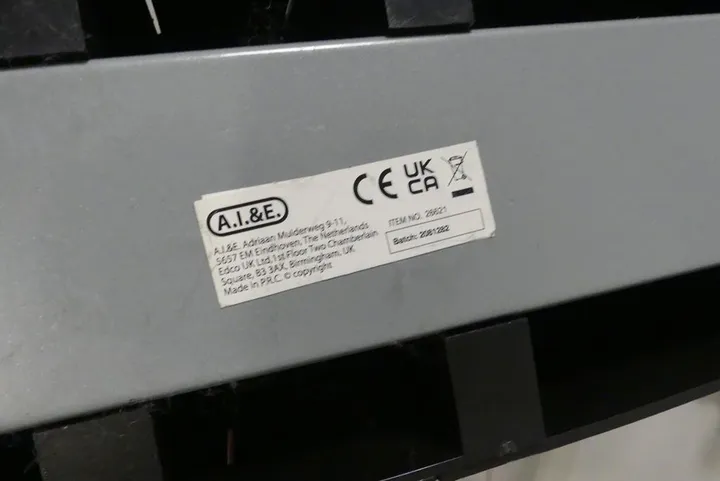 A.I.&E.
A.I.&E. Adriaan Mulderweg 9-11,
5657 EM Eindhoven, The Netherlands
Edco UK Ltd, 1st Floor Two Chamberlain
Square, B3 3AX, Birmingham, UK
Made in P.R.C. © copyright
CE UK
CA
ITEM NO. 26621
Batch: 2081282